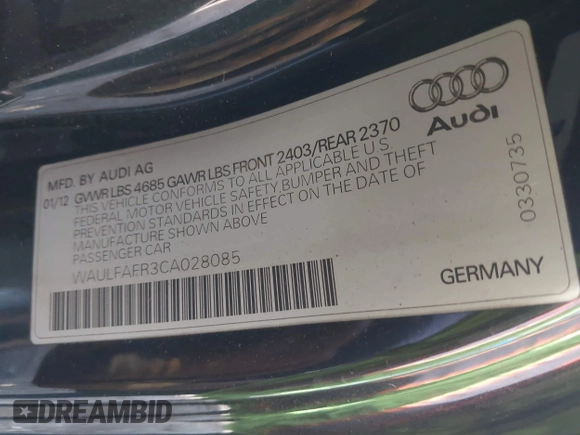 MFD. BY AUDI AG
01/12 GVWR LBS 4685 GAWR LBS FRONT 2403/REAR 2370
THIS VEHICLE CONFORMS TO ALL APPLICABLE U.S.
FEDERAL MOTOR VEHICLE SAFETY,BUMPER AND THEFT
PREVENTION STANDARDS IN EFFECT ON THE DATE OF
MANUFACTURE SHOWN ABOVE
PASSENGER CAR
WAULFAFR3CA028085
Audi
0330735
GERMANY
DREAMBID